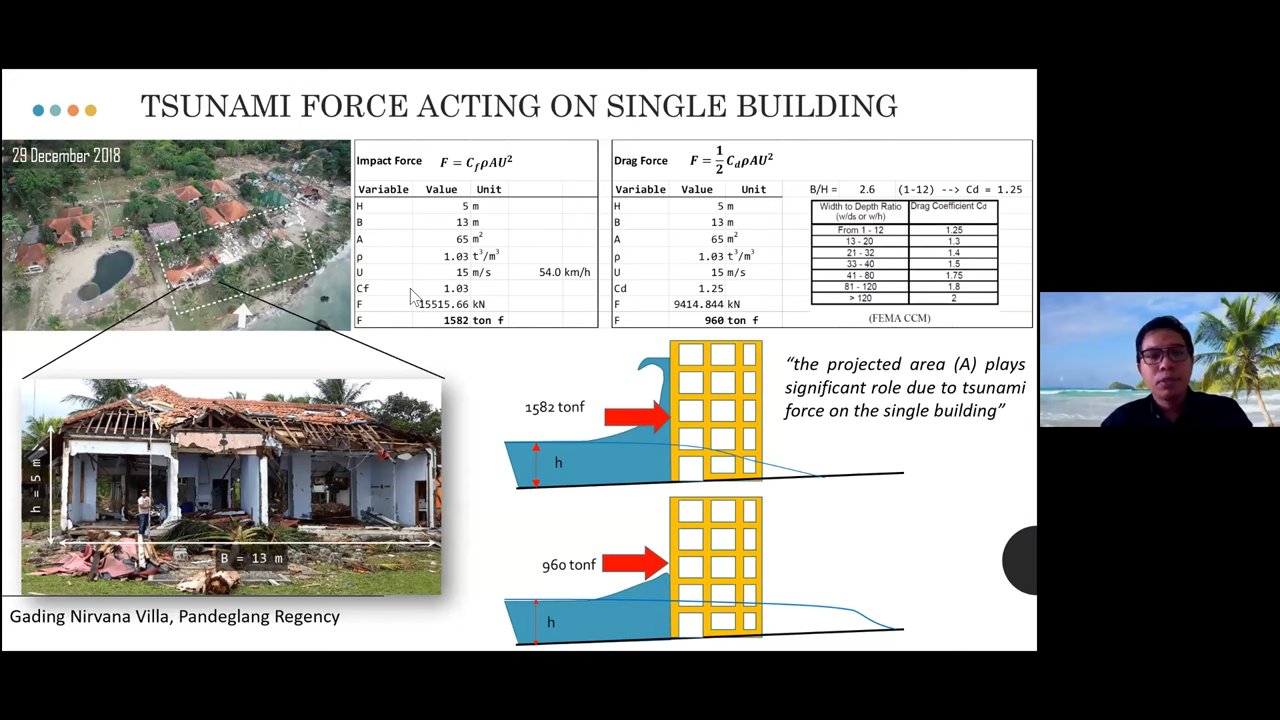 TSUNAMI FORCE ACTING ON SINGLE BUILDING
29 December 2018
Impact Force F = CfρAU²
Variable Value Unit
H 5 m
B 13 m
A 65 m²
ρ 1.03 t³/m³
U 15 m/s 54.0 km/h
Cf 1.03
F 15515.66 kN
F 1582 ton f
Drag Force F = ½ CdρAU²
Variable Value Unit
H 5 m
B 13 m
A 65 m²
ρ 1.03 t³/m³
U 15 m/s
Cd 1.25
F 9414.844 kN
F 960 ton f
B/H = 2.6 (1-12) --> Cd = 1.25
Width to Depth Ratio (w/ds or w/h) Drag Coefficient Cd
From 1 - 12 1.25
13 - 20 1.3
21 - 32 1.4
33 - 40 1.5
41 - 80 1.75
81 - 120 1.8
> 120 2
(FEMA CCM)
1582 tonf
h
“the projected area (A) plays
significant role due to tsunami
force on the single building”
960 tonf
h
h = 5 m
B = 13 m
Gading Nirvana Villa, Pandeglang Regency